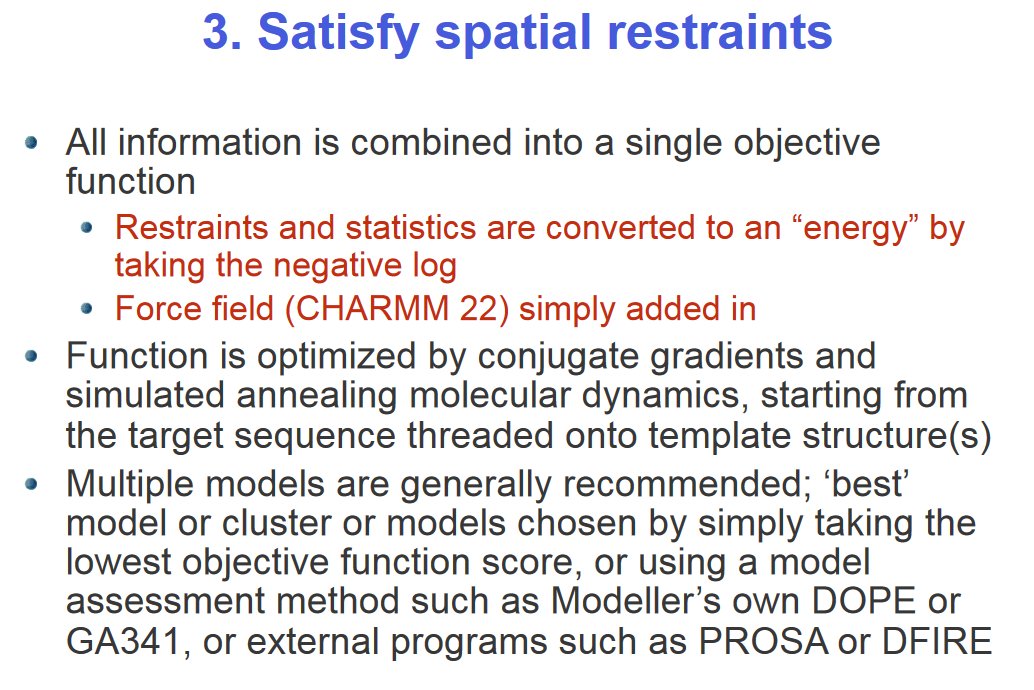 3. Satisfy spatial restraints
All information is combined into a single objective
function
Restraints and statistics are converted to an “energy” by
taking the negative log
Force field (CHARMM 22) simply added in
Function is optimized by conjugate gradients and
simulated annealing molecular dynamics, starting from
the target sequence threaded onto template structure(s)
Multiple models are generally recommended; ‘best’
model or cluster or models chosen by simply taking the
lowest objective function score, or using a model
assessment method such as Modeller’s own DOPE or
GA341, or external programs such as PROSA or DFIRE